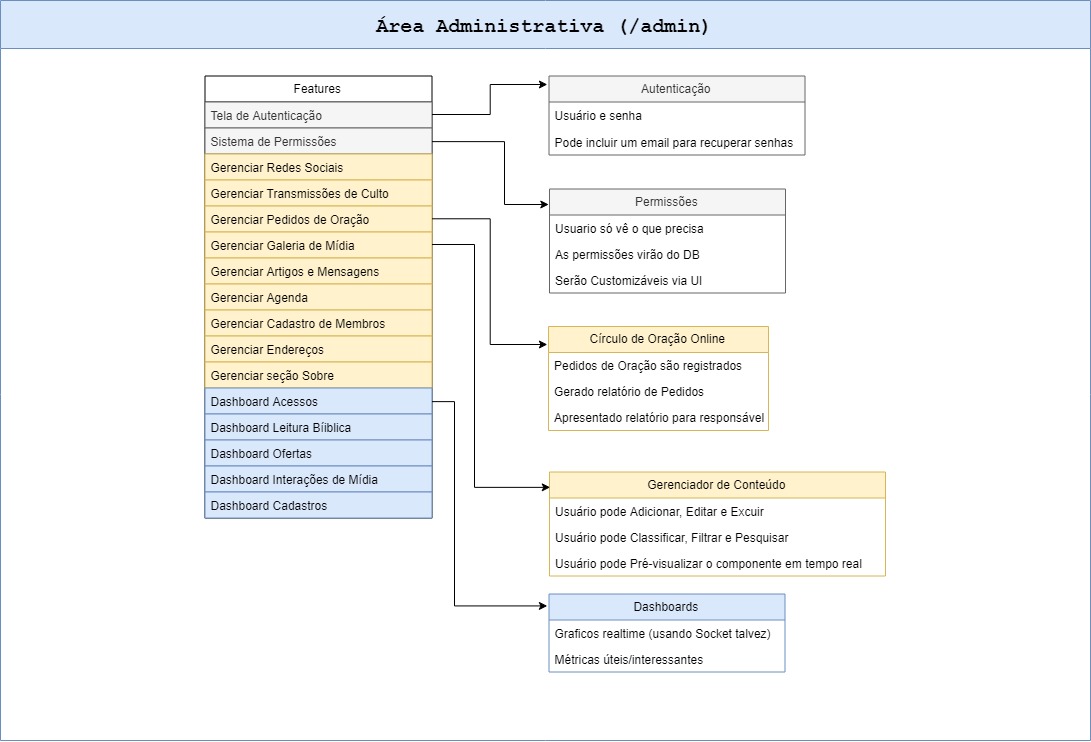 Área Administrativa (/admin)
Features
Tela de Autenticação
Sistema de Permissões
Gerenciar Redes Sociais
Gerenciar Transmissões de Culto
Gerenciar Pedidos de Oração
Gerenciar Galeria de Mídia
Gerenciar Artigos e Mensagens
Gerenciar Agenda
Gerenciar Cadastro de Membros
Gerenciar Endereços
Gerenciar seção Sobre
Dashboard Acessos
Dashboard Leitura Bíiblica
Dashboard Ofertas
Dashboard Interações de Mídia
Dashboard Cadastros
Autenticação
Usuário e senha
Pode incluir um email para recuperar senhas
Permissões
Usuario só vê o que precisa
As permissões virão do DB
Serão Customizáveis via UI
Círculo de Oração Online
Pedidos de Oração são registrados
Gerado relatório de Pedidos
Apresentado relatório para responsável
Gerenciador de Conteúdo
Usuário pode Adicionar, Editar e Excuir
Usuário pode Classificar, Filtrar e Pesquisar
Usuário pode Pré-visualizar o componente em tempo real
Dashboards
Graficos realtime (usando Socket talvez)
Métricas úteis/interessantes